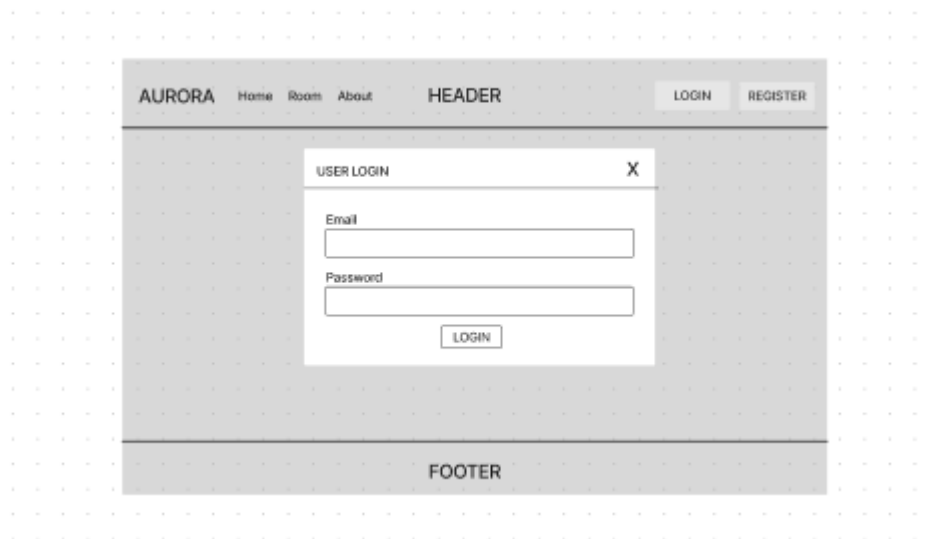 AURORA Home Room About HEADER LOGIN REGISTER
USER LOGIN X
Email
Password
LOGIN
FOOTER